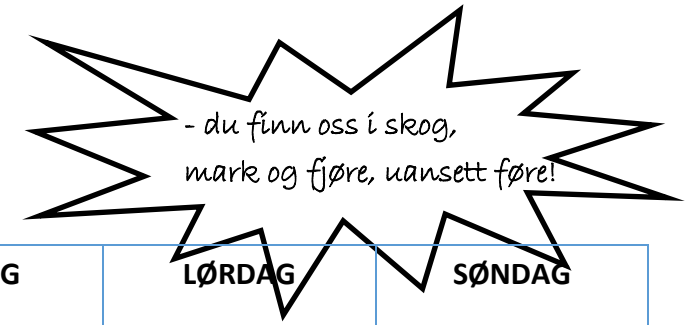 - du finn oss i skog,
mark og fjøre, uansett føre!
G LØRDAG SØNDAG